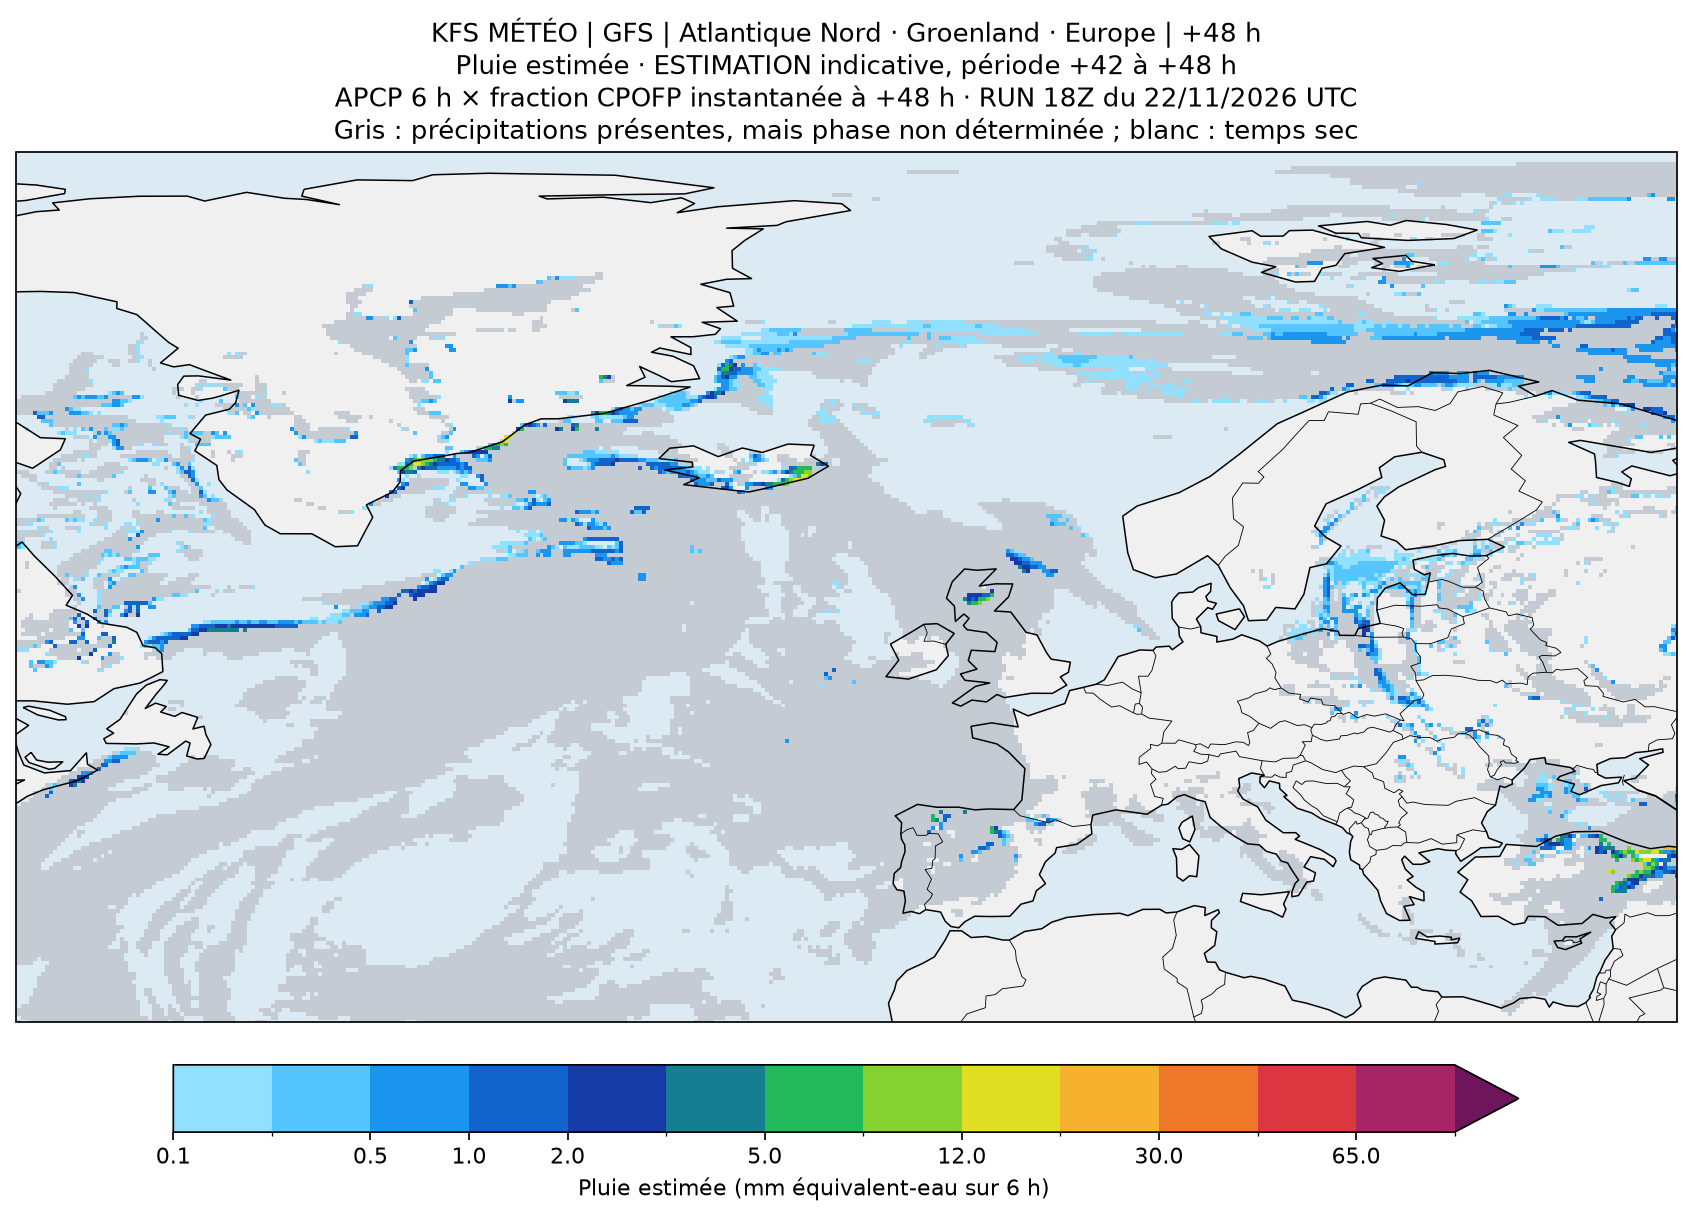 KFS MÉTÉO | GFS | Atlantique Nord · Groenland · Europe | +48 h
Pluie estimée · ESTIMATION indicative, période +42 à +48 h
APCP 6 h × fraction CPOFP instantanée à +48 h · RUN 18Z du 22/11/2026 UTC
Gris : précipitations présentes, mais phase non déterminée ; blanc : temps sec
0.1 0.5 1.0 2.0 5.0 12.0 30.0 65.0
Pluie estimée (mm équivalent-eau sur 6 h)